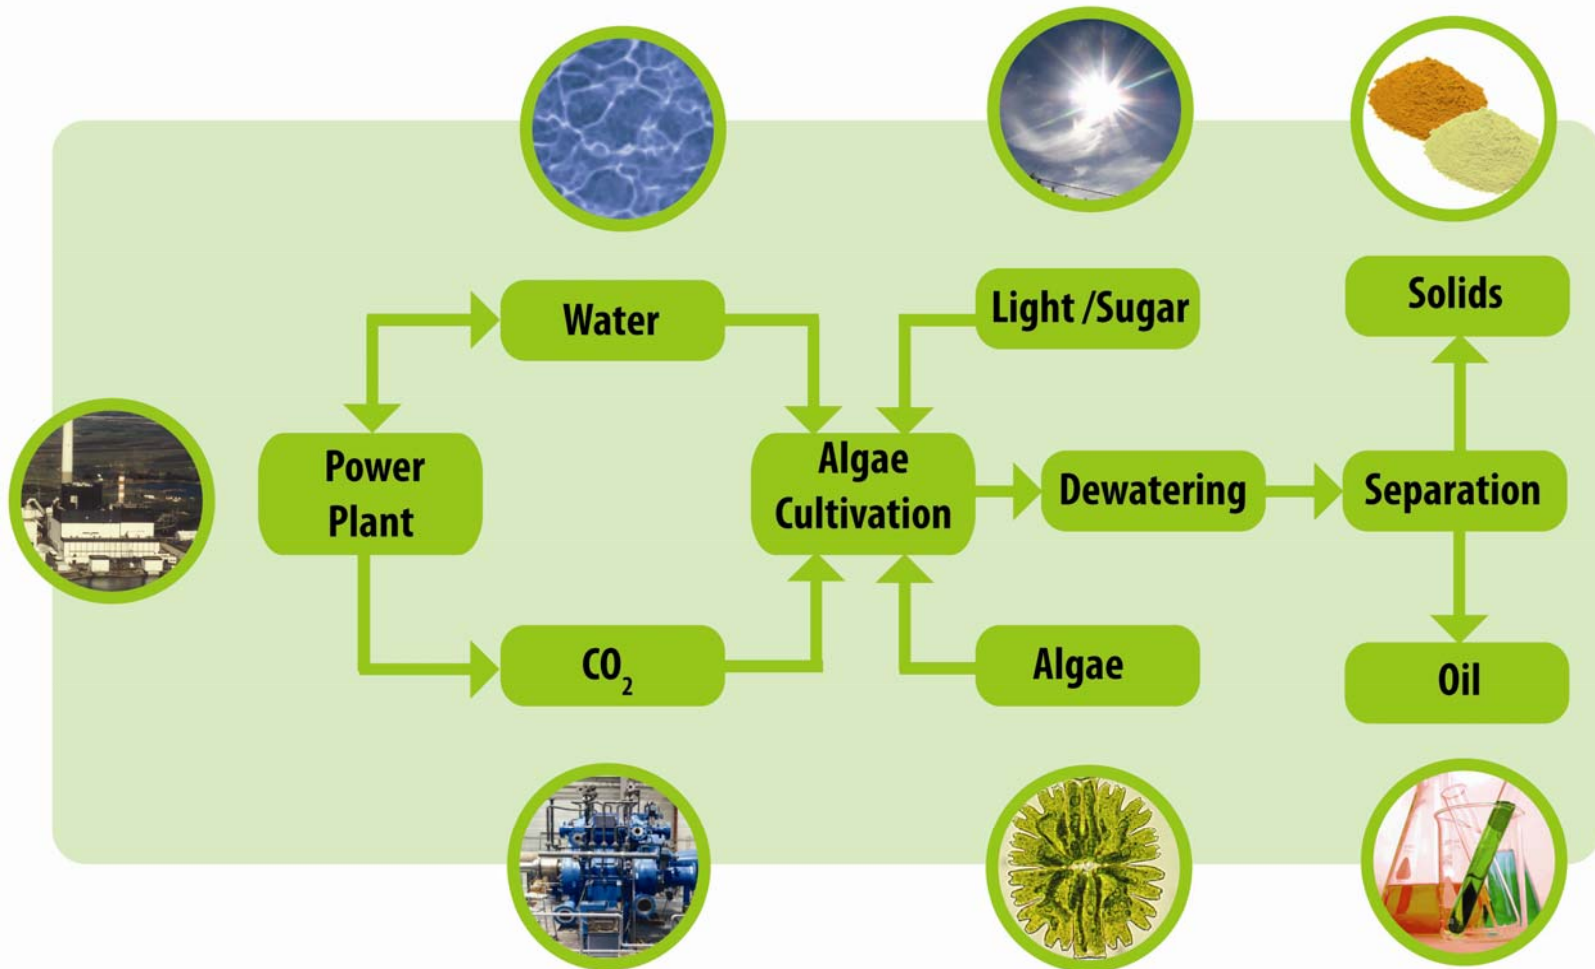 Water
Light /Sugar
Solids
Power
Plant
Algae
Cultivation
Dewatering
Separation
CO₂
Algae
Oil